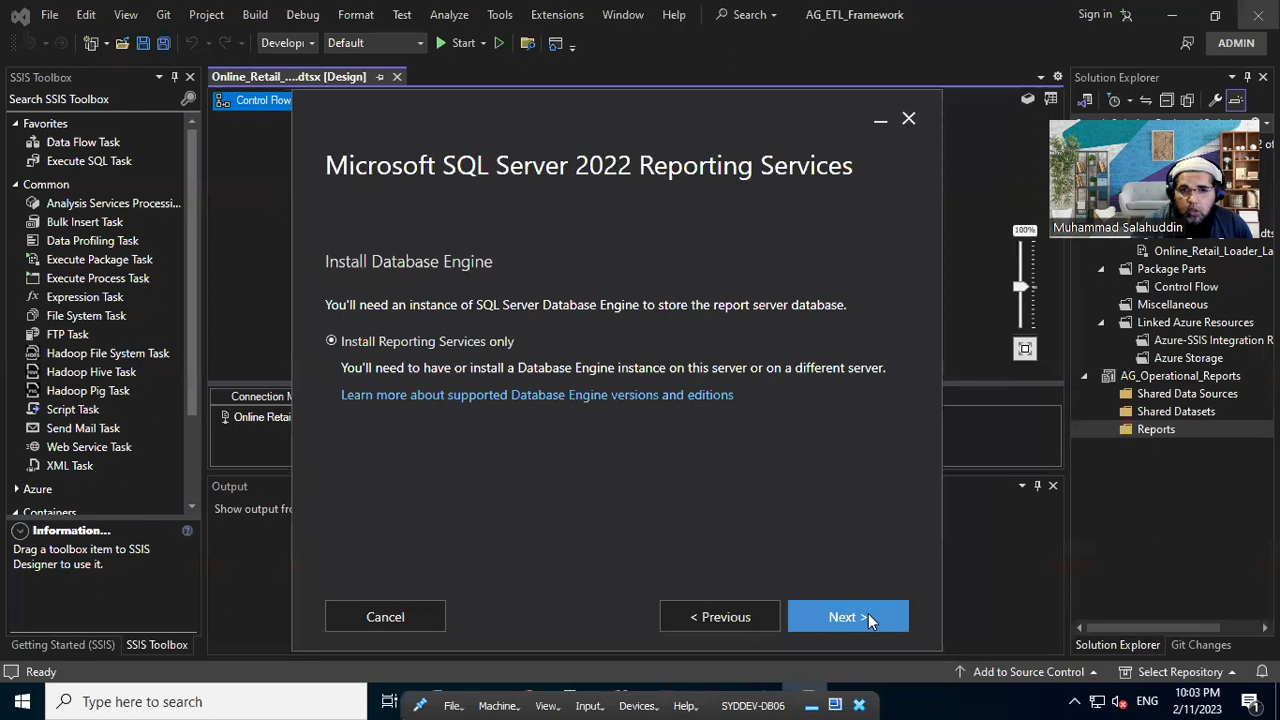 File
Edit
View
Git
Project
Build
Debug
Format
Test
Analyze
Tools
Extensions
Window
Help
Search
AG_ETL_Framework
Sign in
Develop
Default
Start
ADMIN
SSIS Toolbox
Search SSIS Toolbox
Favorites
Data Flow Task
Execute SQL Task
Common
Analysis Services Processi...
Bulk Insert Task
Data Profiling Task
Execute Package Task
Execute Process Task
Expression Task
File System Task
FTP Task
Hadoop File System Task
Hadoop Hive Task
Hadoop Pig Task
Script Task
Send Mail Task
Web Service Task
XML Task
Azure
Containers
Information...
Drag a toolbox item to SSIS
Designer to use it.
Getting Started (SSIS)
SSIS Toolbox
Online_Retail_....dtsx [Design]
Control Flow
Connection M
Online Retai
Output
Show output fro
Microsoft SQL Server 2022 Reporting Services
Install Database Engine
You'll need an instance of SQL Server Database Engine to store the report server database.
Install Reporting Services only
You'll need to have or install a Database Engine instance on this server or on a different server.
Learn more about supported Database Engine versions and editions
Cancel
< Previous
Next >
100%
Solution Explorer
2 of
Muhammad Salahuddin
dts
Online_Retail_Loader_La
Package Parts
Control Flow
Miscellaneous
Linked Azure Resources
Azure-SSIS Integration R
Azure Storage
AG_Operational_Reports
Shared Data Sources
Shared Datasets
Reports
Solution Explorer
Git Changes
Ready
Add to Source Control
Select Repository
Type here to search
File
Machine
View
Input
Devices
Help
SYDDEV-DB06
ENG
10:03 PM
2/11/2023
1